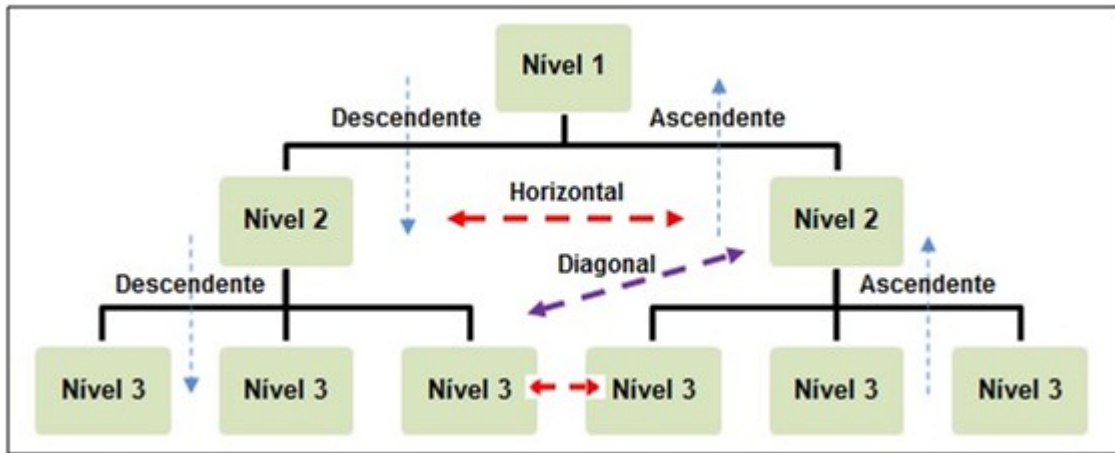 Nível 1
Descendente
Ascendente
Horizontal
Nível 2
Nível 2
Diagonal
Descendente
Ascendente
Nível 3
Nível 3
Nível 3
Nível 3
Nível 3
Nível 3